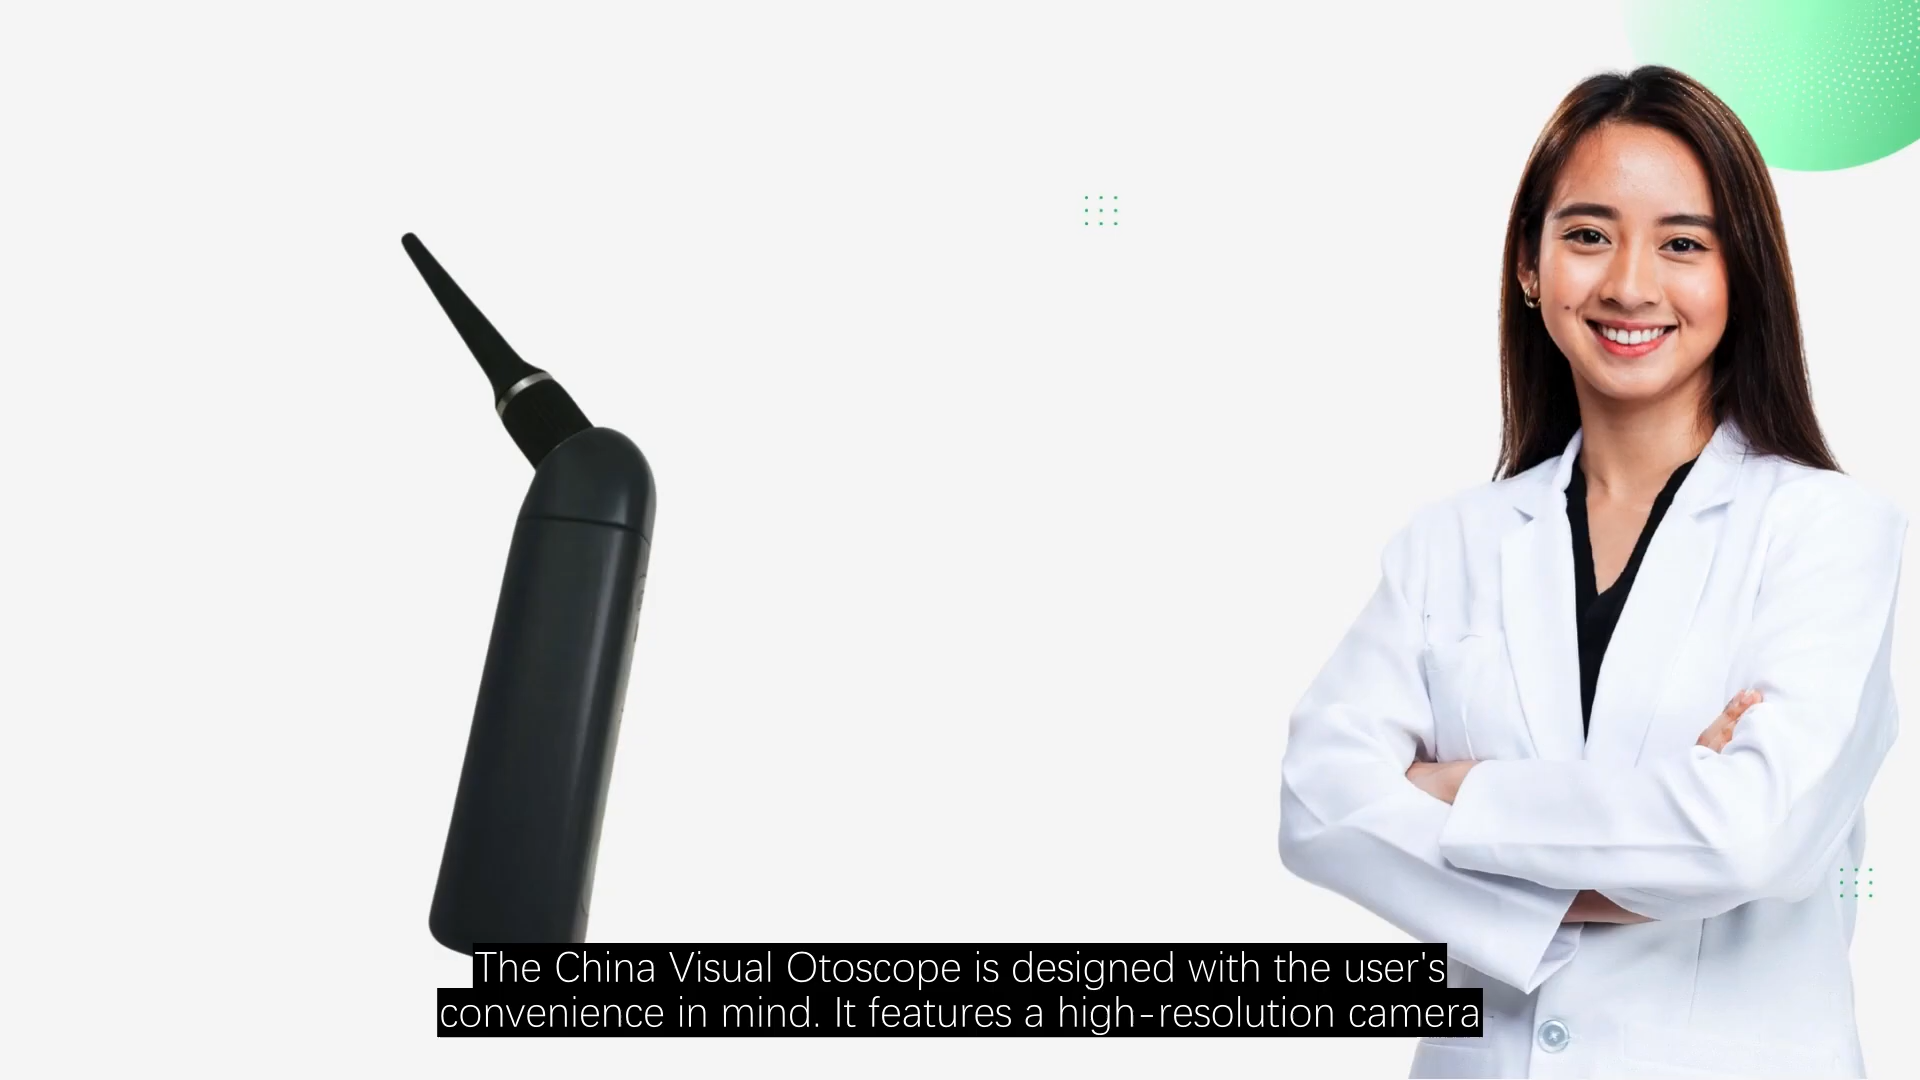 The China Visual Otoscope is designed with the user's
convenience in mind. It features a high-resolution camera